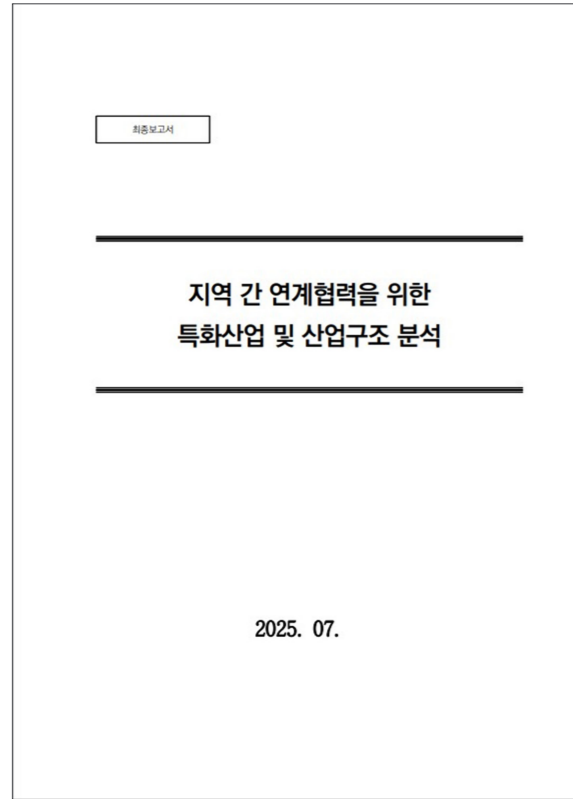 최종보고서
지역 간 연계협력을 위한
특화산업 및 산업구조 분석
2025. 07.